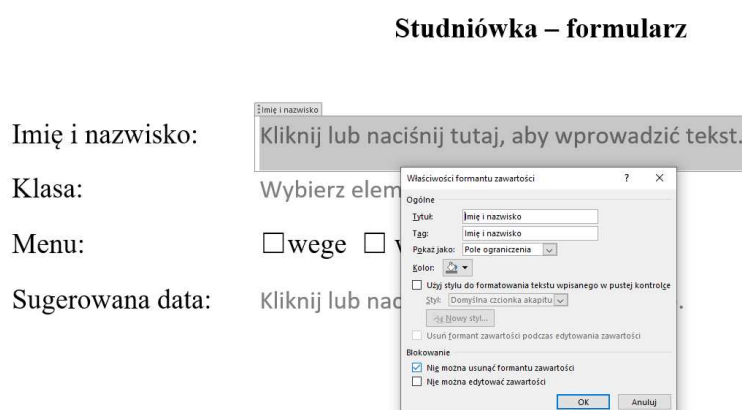 Studniówka – formularz
Imię i nazwisko
Imię i nazwisko: Kliknij lub naciśnij tutaj, aby wprowadzić tekst.
Klasa: Wybierz elem
Menu: ☐wege ☐
Sugerowana data: Kliknij lub nac .
Właściwości formantu zawartości ? ×
Ogólne
Tytuł: Imię i nazwisko
Tag: Imię i nazwisko
Pokaż jako: Pole ograniczenia
Kolor:
☐ Użyj stylu do formatowania tekstu wpisanego w pustej kontrolce
Styl: Domyślna czcionka akapitu
Nowy styl...
☐ Usuń formant zawartości podczas edytowania zawartości
Blokowanie
☑ Nie można usunąć formantu zawartości
☐ Nie można edytować zawartości
OK Anuluj